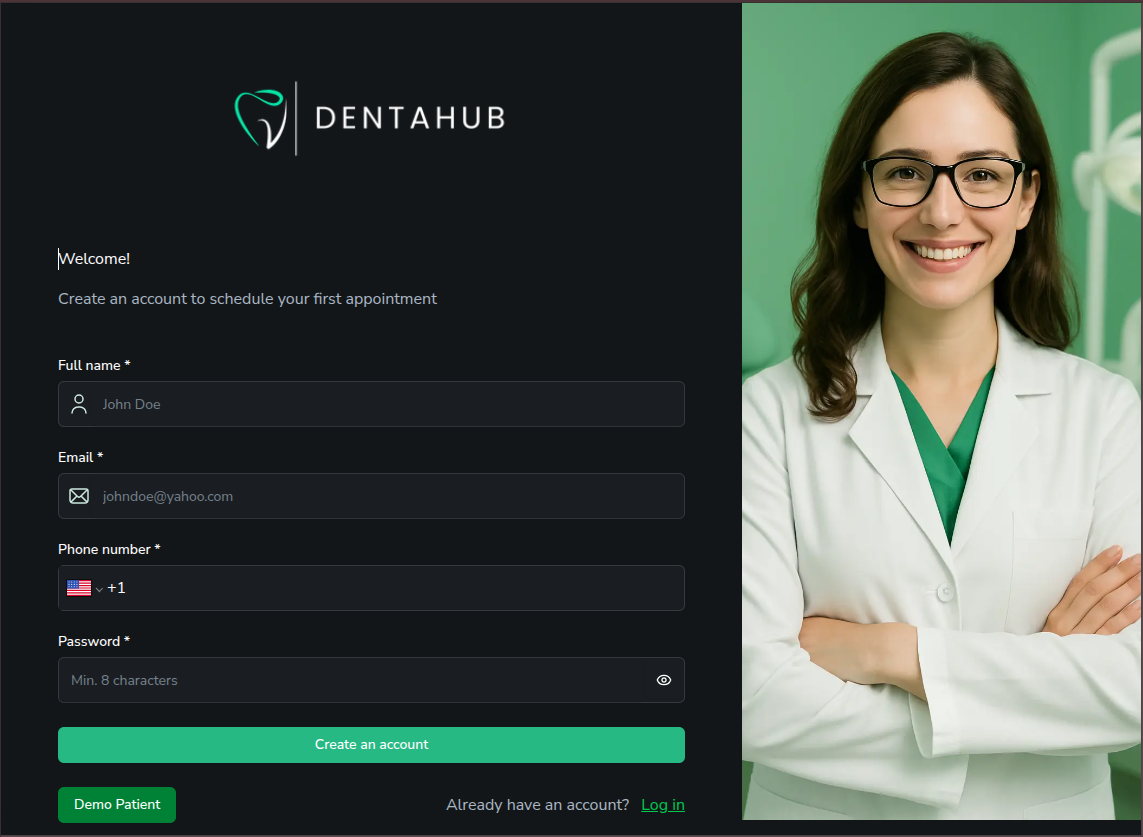 DENTAHUB
Welcome!
Create an account to schedule your first appointment
Full name *
John Doe
Email *
johndoe@yahoo.com
Phone number *
+1
Password *
Min. 8 characters
Create an account
Demo Patient
Already have an account? Log in